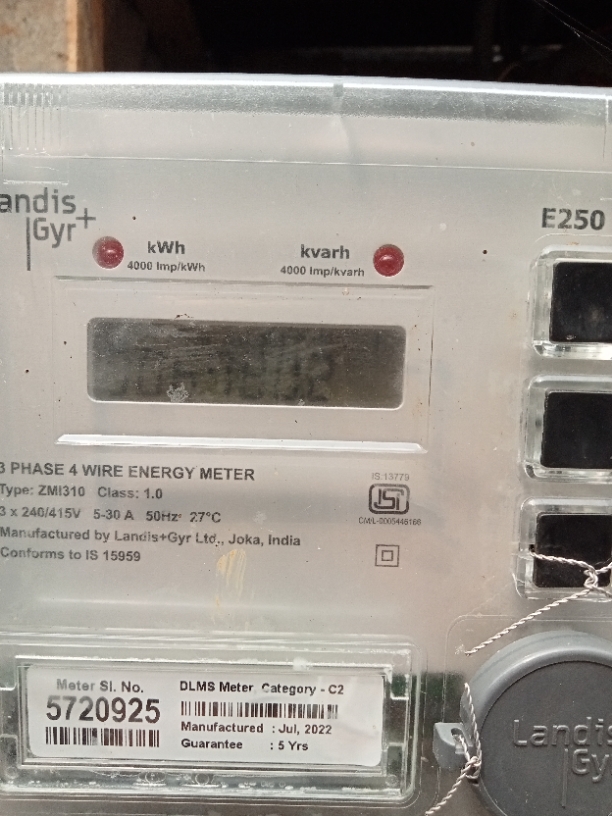 Landis
Gyr+
E250
kWh
4000 Imp/kWh
kvarh
4000 Imp/kvarh
3 PHASE 4 WIRE ENERGY METER
Type: ZMI310 Class: 1.0
3 x 240/415V 5-30 A 50Hz 27°C
Manufactured by Landis+Gyr Ltd., Joka, India
Conforms to IS 15959
IS 13779
ISI
Meter Sl. No.
5720925
DLMS Meter Category - C2
Manufactured : Jul, 2022
Guarantee : 5 Yrs
Landis
Gy